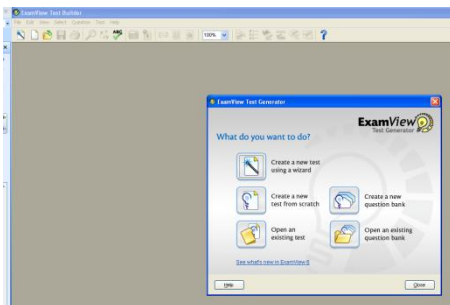 ExamView Test Builder
File Edit View Select Question Test Help
100%
ExamView Test Generator
ExamView
Test Generator
What do you want to do?
Create a new test
using a wizard
Create a new
test from scratch
Create a new
question bank
Open an
existing test
Open an existing
question bank
See what's new in ExamView 6
Help
Close